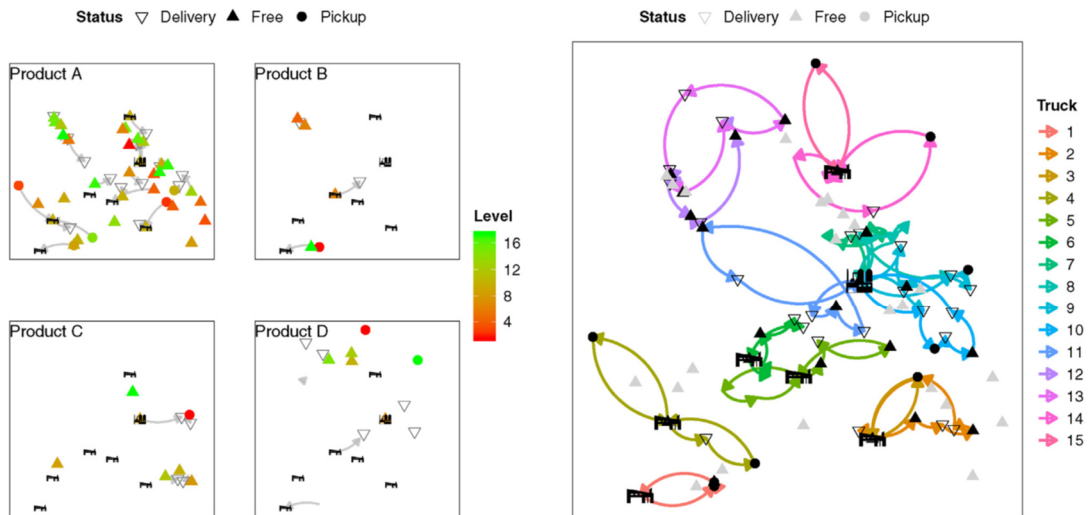 Status Delivery Free Pickup
Status Delivery Free Pickup
Product A
Product B
Level
16
12
8
4
Product C
Product D
Truck
1
2
3
4
5
6
7
8
9
10
11
12
13
14
15